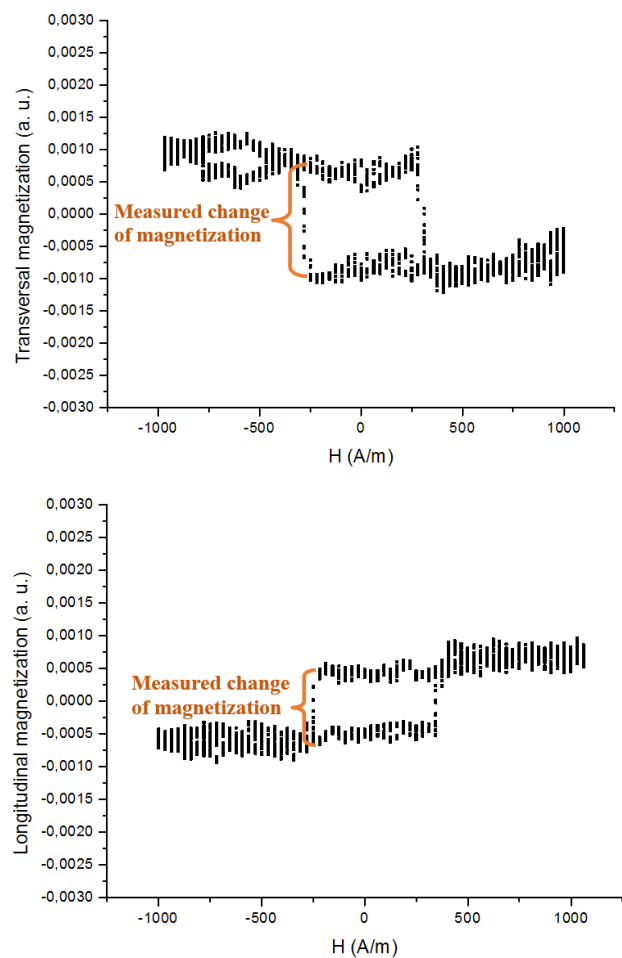 0,0030
0,0025
0,0020
0,0015
0,0010
0,0005
0,0000
-0,0005
-0,0010
-0,0015
-0,0020
-0,0025
-0,0030
Transversal magnetization (a. u.)
Measured change
of magnetization
-1000 -500 0 500 1000
H (A/m)
0,0030
0,0025
0,0020
0,0015
0,0010
0,0005
0,0000
-0,0005
-0,0010
-0,0015
-0,0020
-0,0025
-0,0030
Longitudinal magnetization (a. u.)
Measured change
of magnetization
-1000 -500 0 500 1000
H (A/m)